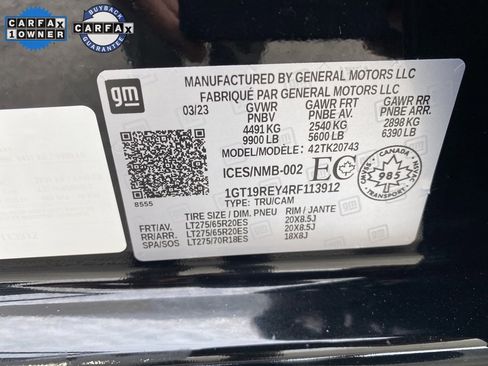 CARFAX
1 OWNER
BUYBACK
CARFAX
GUARANTEE
gm
MANUFACTURED BY GENERAL MOTORS LLC
FABRIQUÉ PAR GENERAL MOTORS LLC
03/23 GVWR GAWR FRT GAWR RR
PNBV PNBE AV. PNBE ARR.
4491 KG 2540 KG 2898 KG
9900 LB 5600 LB 6390 LB
MODEL/MODÈLE: 42TK20743
ICES/NMB-002 EC
CANADA
985
8555
1GT19REY4RF113912
TYPE: TRU/CAM
TIRE SIZE / DIM. PNEU RIM / JANTE
FRT/AV. LT275/65R20ES 20X8.5J
RR/ARR. LT275/65R20ES 20X8.5J
SPA/SOS LT275/70R18ES 18X8J